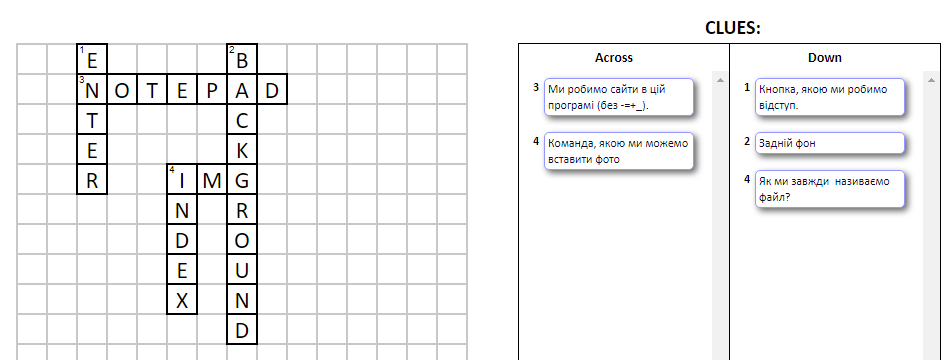 CLUES:
Across
Down
1 E
2 B
3 N O T E P A D
T C
E K
R 4 I M G
N R
D O
E U
X N
D
3 Ми робимо сайти в цій
програмі (без -=+_).
4 Команда, якою ми можемо
вставити фото
1 Кнопка, якою ми робимо
відступ.
2 Задній фон
4 Як ми завжди називаємо
файл?